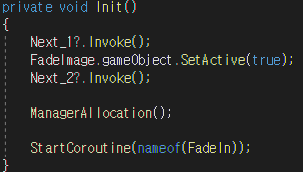 private void Init()
{
Next_1?.Invoke();
FadeImage.gameObject.SetActive(true);
Next_2?.Invoke();
ManagerAllocation();
StartCoroutine(nameof(FadeIn));
}